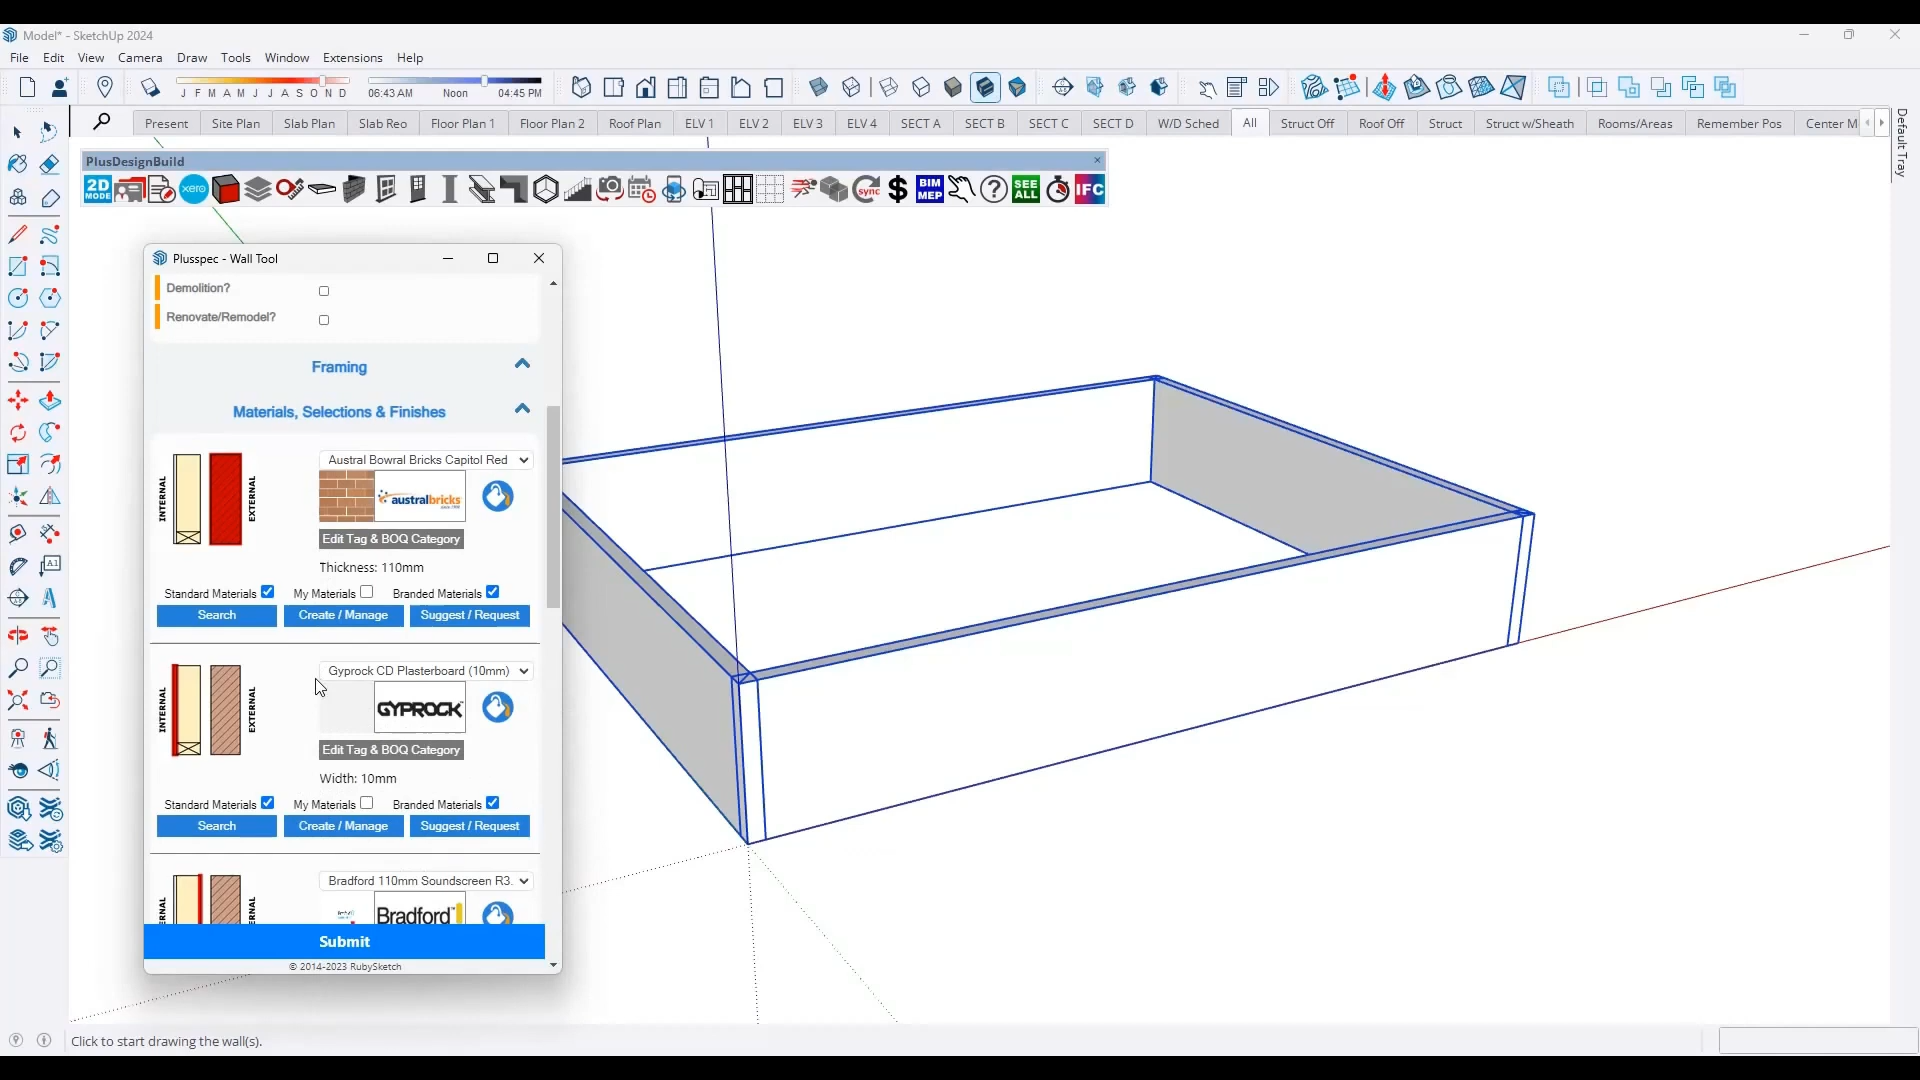 Model* - SketchUp 2024
File Edit View Camera Draw Tools Window Extensions Help
J F M A M J J A S O N D 06:43 AM Noon 04:45 PM
Present Site Plan Slab Plan Slab Reo Floor Plan 1 Floor Plan 2 Roof Plan ELV 1 ELV 2 ELV 3 ELV 4 SECT A SECT B SECT C SECT D W/D Sched All Struct Off Roof Off Struct Struct w/Sheath Rooms/Areas Remember Pos Center M
Default Tray
PlusDesignBuild
2D MODE xero sync $ BIM MEP ? SEE ALL IFC
Plusspec - Wall Tool
Demolition?
Renovate/Remodel?
Framing
Materials, Selections & Finishes
INTERNAL EXTERNAL
Austral Bowral Bricks Capitol Red
australbricks
Edit Tag & BOQ Category
Thickness: 110mm
Standard Materials My Materials Branded Materials
Search Create / Manage Suggest / Request
INTERNAL EXTERNAL
Gyprock CD Plasterboard (10mm)
GYPROCK
Edit Tag & BOQ Category
Width: 10mm
Standard Materials My Materials Branded Materials
Search Create / Manage Suggest / Request
Bradford 110mm Soundscreen R3.
Bradford
Submit
© 2014-2023 RubySketch
Click to start drawing the wall(s).